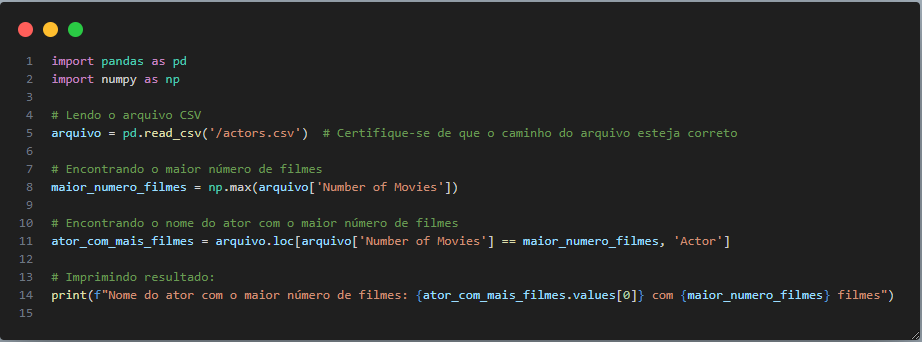 1 import pandas as pd
2 import numpy as np
3
4 # Lendo o arquivo CSV
5 arquivo = pd.read_csv('/actors.csv')  # Certifique-se de que o caminho do arquivo esteja correto
6
7 # Encontrando o maior número de filmes
8 maior_numero_filmes = np.max(arquivo['Number of Movies'])
9
10 # Encontrando o nome do ator com o maior número de filmes
11 ator_com_mais_filmes = arquivo.loc[arquivo['Number of Movies'] == maior_numero_filmes, 'Actor']
12
13 # Imprimindo resultado:
14 print(f"Nome do ator com o maior número de filmes: {ator_com_mais_filmes.values[0]} com {maior_numero_filmes} filmes")
15